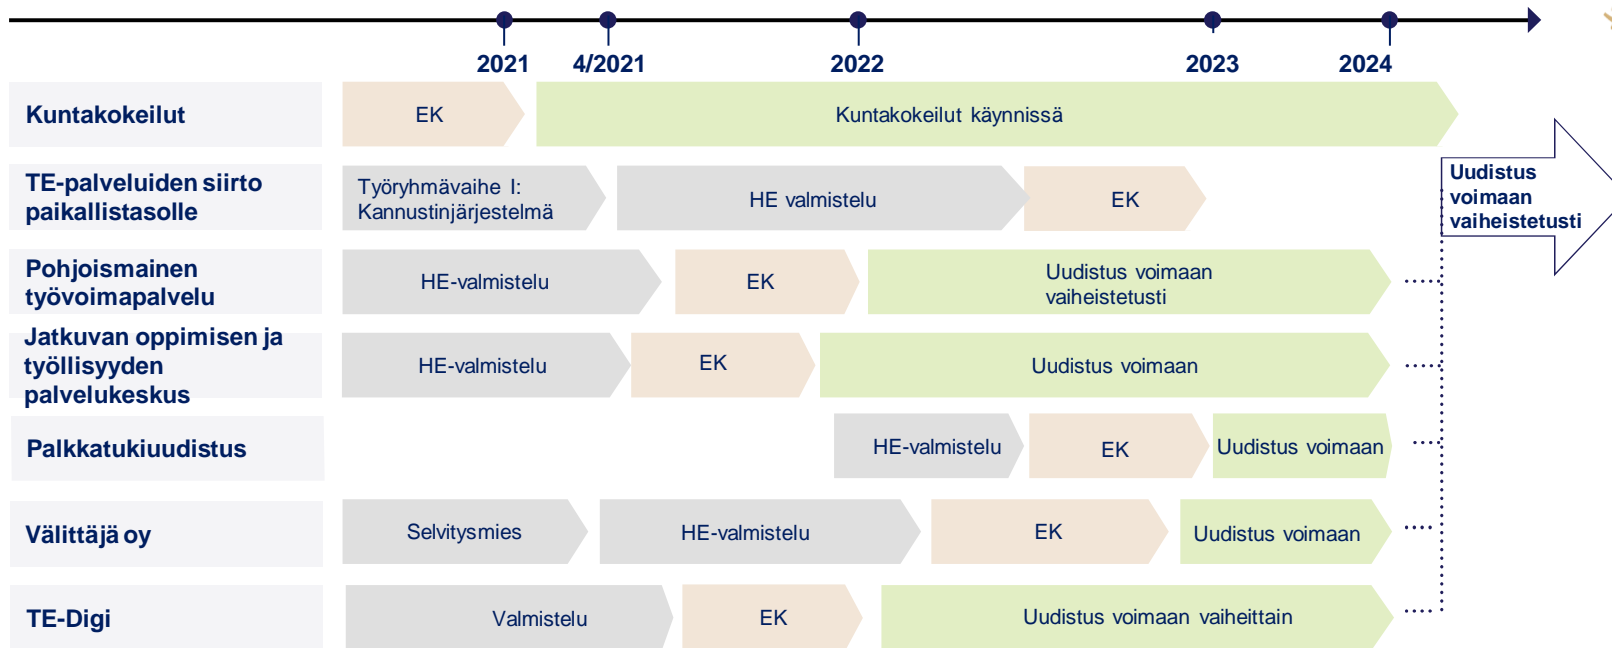 2021
4/2021
2022
2023
2024
Kuntakokeilut
EK
Kuntakokeilut käynnissä
TE-palveluiden siirto
paikallistasolle
Työryhmävaihe I:
Kannustinjärjestelmä
HE valmistelu
EK
Uudistus
voimaan
vaiheistetusti
Pohjoismainen
työvoimapalvelu
HE-valmistelu
EK
Uudistus voimaan
vaiheistetusti
Jatkuvan oppimisen ja
työllisyyden
palvelukeskus
HE-valmistelu
EK
Uudistus voimaan
Palkkatukiuudistus
HE-valmistelu
EK
Uudistus voimaan
Välittäjä oy
Selvitysmies
HE-valmistelu
EK
Uudistus voimaan
TE-Digi
Valmistelu
EK
Uudistus voimaan vaiheittain